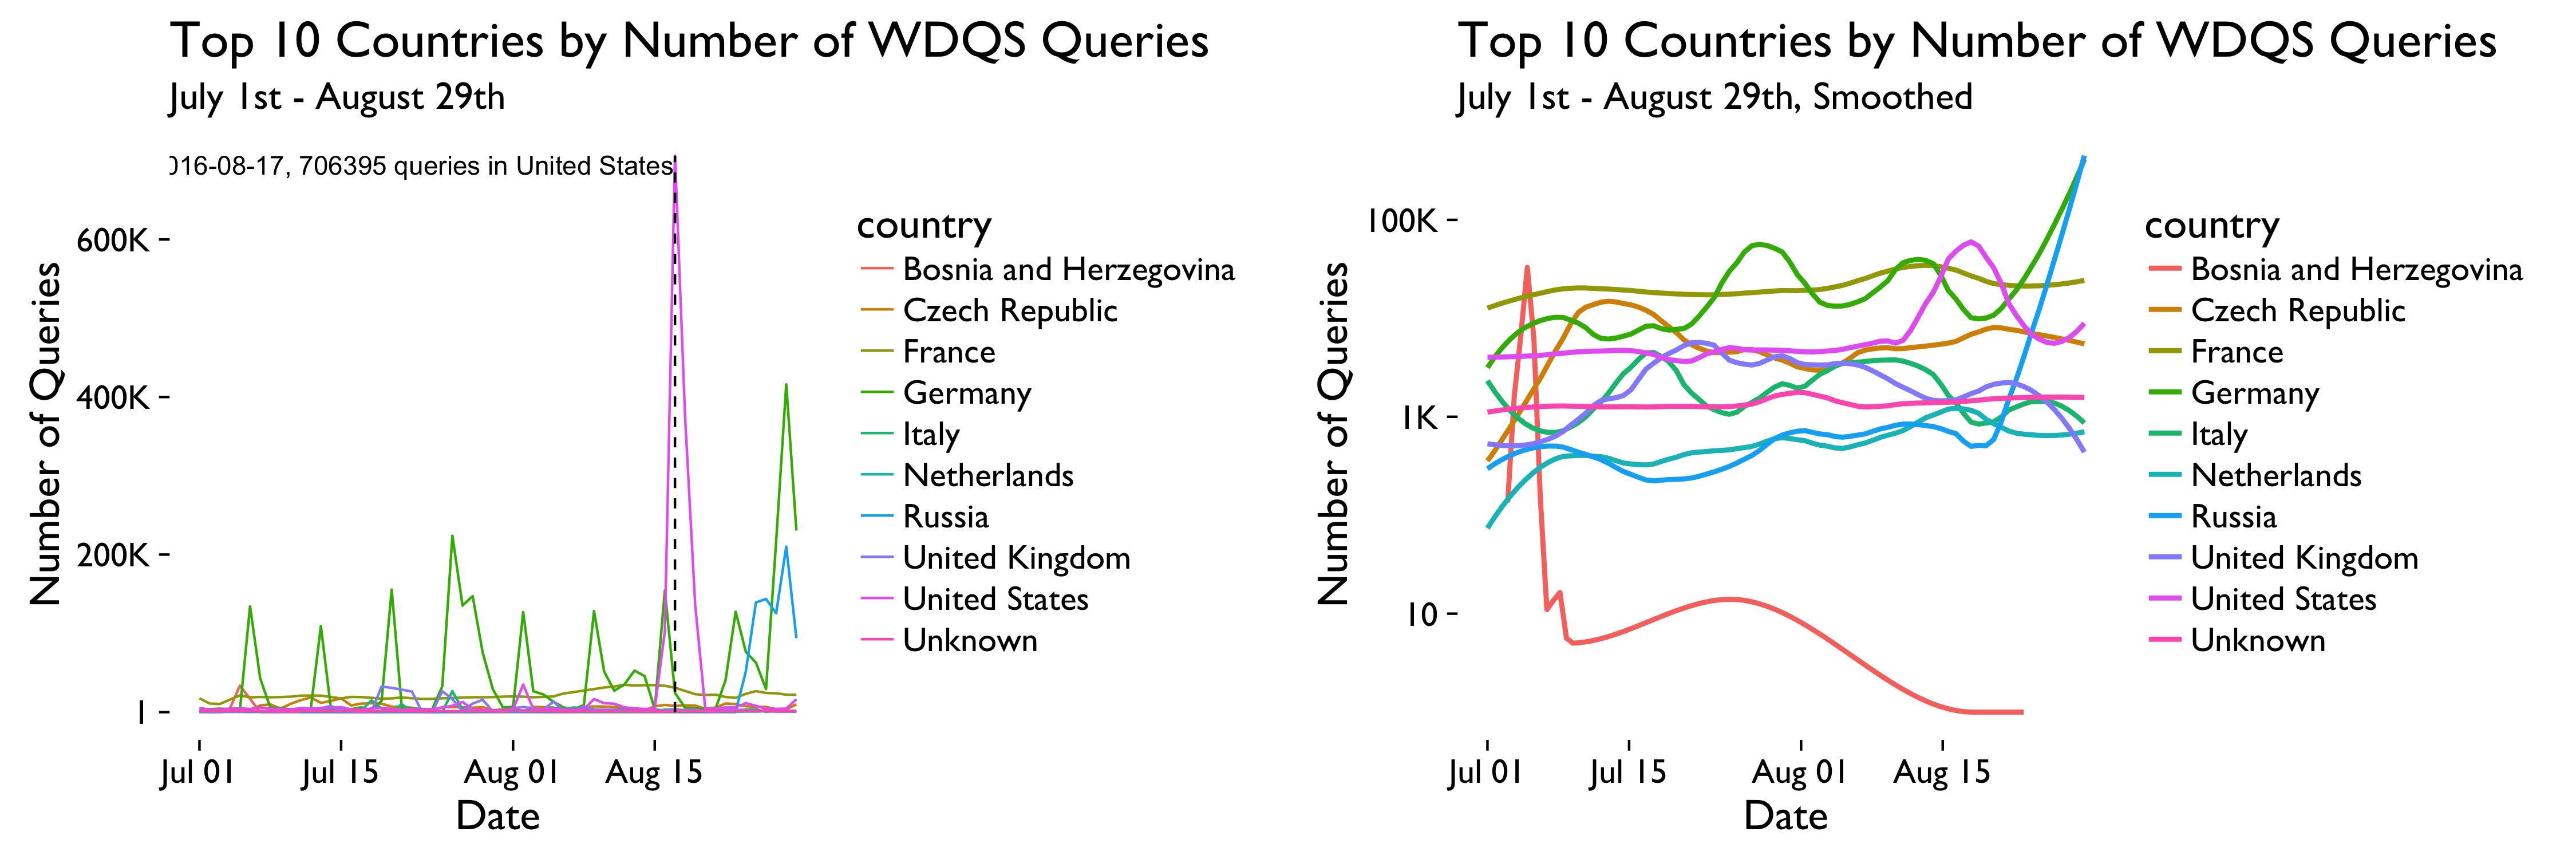 Top 10 Countries by Number of WDQS Queries
July 1st - August 29th
016-08-17, 706395 queries in United States
Number of Queries
600K
400K
200K
1
Jul 01
Jul 15
Aug 01
Aug 15
Date
country
Bosnia and Herzegovina
Czech Republic
France
Germany
Italy
Netherlands
Russia
United Kingdom
United States
Unknown
Top 10 Countries by Number of WDQS Queries
July 1st - August 29th, Smoothed
Number of Queries
100K
1K
10
Jul 01
Jul 15
Aug 01
Aug 15
Date
country
Bosnia and Herzegovina
Czech Republic
France
Germany
Italy
Netherlands
Russia
United Kingdom
United States
Unknown